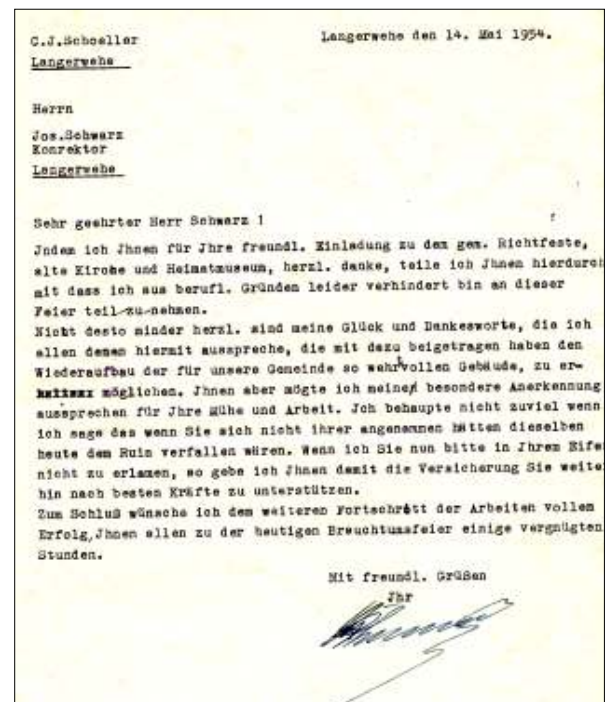 C.J.Schoeller
Langerwehe den 14. Mai 1954.
Langerwehe
Herrn
Jos.Schwarz
Konrektor
Langerwehe
Sehr geehrter Herr Schwarz !
Jndem ich Jhnen für Jhre freundl. Einladung zu dem gem. Richtfeste,
alte Kirche und Heimatmuseum, herzl. danke, teile ich Jhnen hierdurch
mit dass ich aus berufl. Gründen leider verhindert bin an dieser
Feier teil-zu-nehmen.
Nicht desto minder herzl. sind meine Glück und Dankesworte, die ich
allen denen hiermit ausspreche, die mit dazu beigetragen haben den
Wiederaufbau der für unsere Gemeinde so wehrtvollen Gebäude, zu er-
möglichen. Jhnen aber mögte ich meine besondere Anerkennung
aussprechen für Jhre Mühe und Arbeit. Jch behaupte nicht zuviel wenn
ich sage das wenn Sie sich nicht ihrer angenommen hätten dieselben
heute dem Ruin verfallen wären. Wenn ich Sie nun bitte in Jhrem Eife
nicht zu erlamen, so gebe ich Jhnen damit die Versicherung Sie weite
hin nach besten Kräfte zu unterstützen.
Zum Schluß wünsche ich dem weiteren Fortschritt der Arbeiten vollem
Erfolg,Jhnen allen zu der heutigen Brauchtumsfeier einige vergnügten
Stunden.
Mit freundl. Grüßen
Jhr